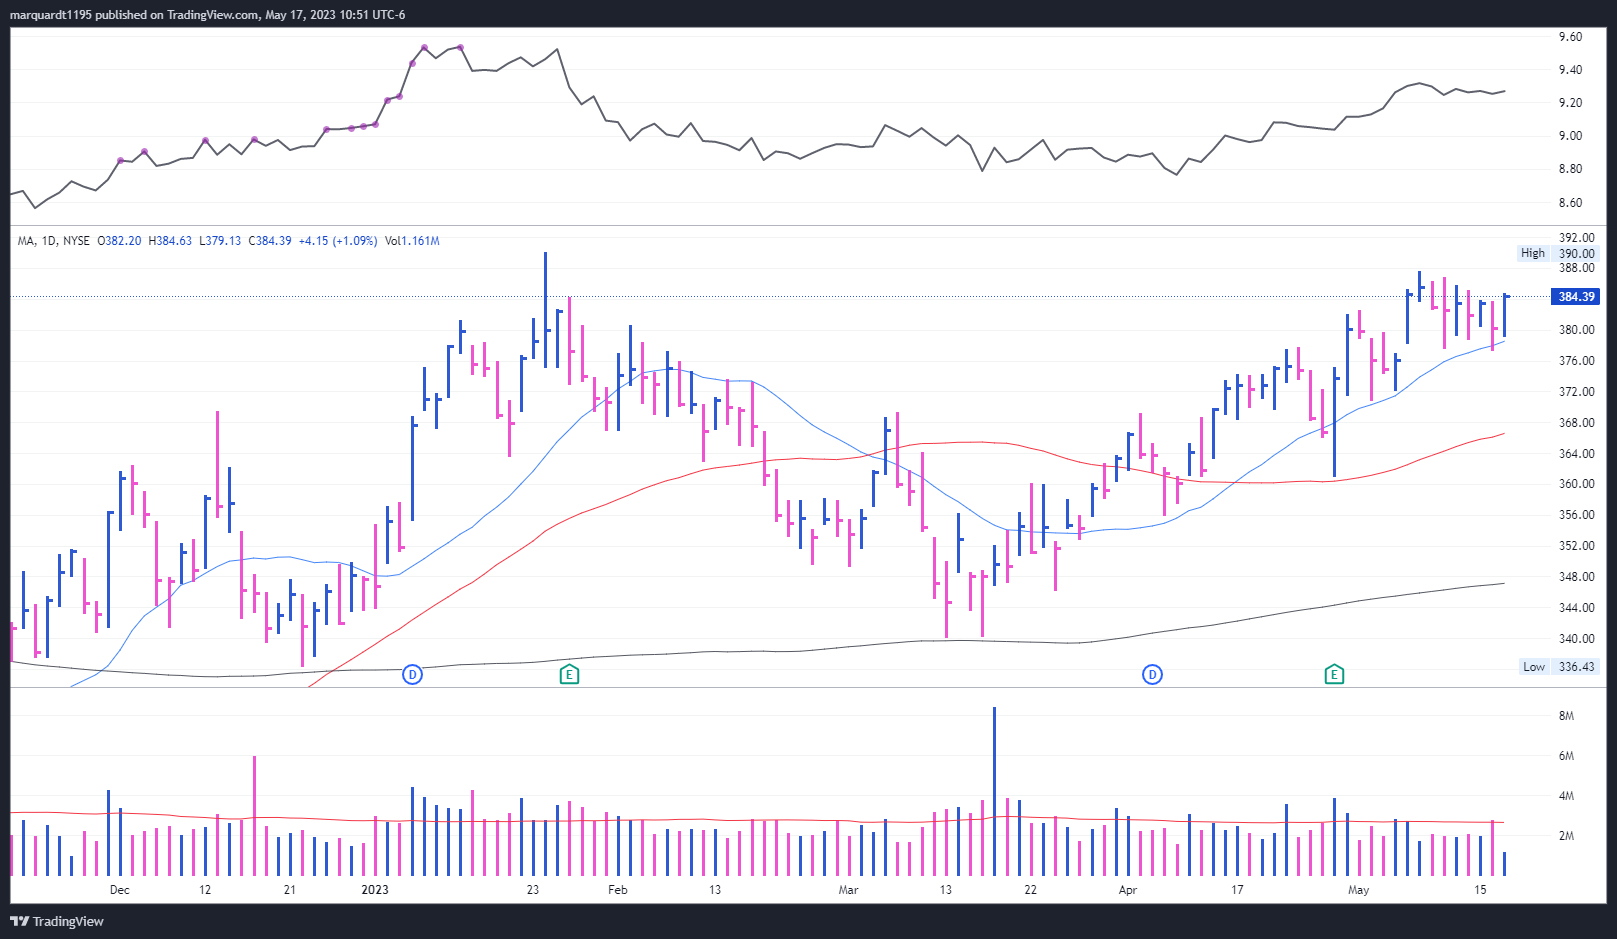 marquardt1195 published on TradingView.com, May 17, 2023 10:51 UTC-6
9.60
9.40
9.20
9.00
8.80
8.60
MA, 1D, NYSE O382.20 H384.63 L379.13 C384.39 +4.15 (+1.09%) Vol1.161M
392.00
High 390.00
388.00
384.39
380.00
376.00
372.00
368.00
364.00
360.00
356.00
352.00
348.00
344.00
340.00
Low 336.43
D E D E
8M
6M
4M
2M
Dec 12 21 2023 23 Feb 13 Mar 13 22 Apr 17 May 15
TradingView